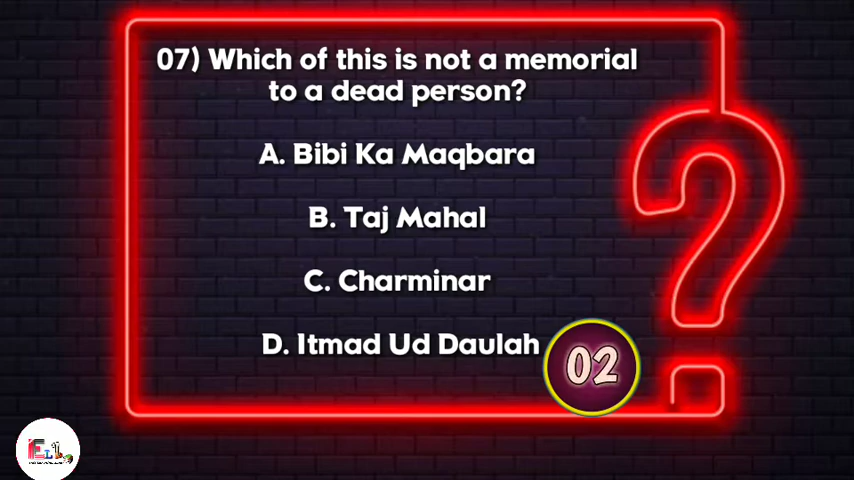 07) Which of this is not a memorial
to a dead person?
A. Bibi Ka Maqbara
B. Taj Mahal
C. Charminar
D. Itmad Ud Daulah
02